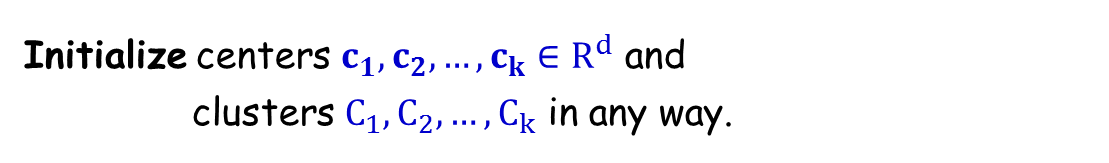 Initialize centers c₁, c₂, …, cₖ ∈ Rᵈ and
clusters C₁, C₂, …, Cₖ in any way.